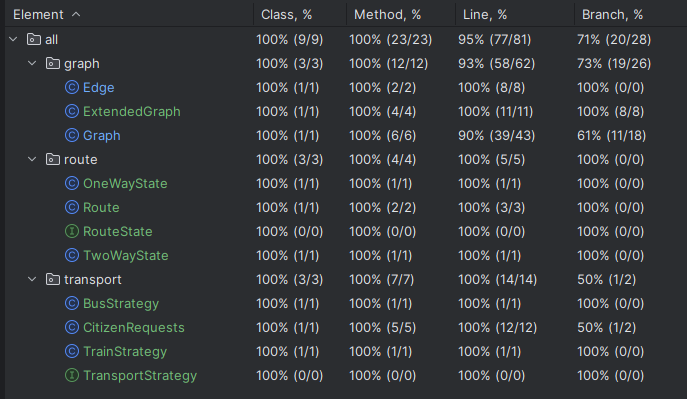 Element Class, % Method, % Line, % Branch, %
all 100% (9/9) 100% (23/23) 95% (77/81) 71% (20/28)
graph 100% (3/3) 100% (12/12) 93% (58/62) 73% (19/26)
Edge 100% (1/1) 100% (2/2) 100% (8/8) 100% (0/0)
ExtendedGraph 100% (1/1) 100% (4/4) 100% (11/11) 100% (8/8)
Graph 100% (1/1) 100% (6/6) 90% (39/43) 61% (11/18)
route 100% (3/3) 100% (4/4) 100% (5/5) 100% (0/0)
OneWayState 100% (1/1) 100% (1/1) 100% (1/1) 100% (0/0)
Route 100% (1/1) 100% (2/2) 100% (3/3) 100% (0/0)
RouteState 100% (0/0) 100% (0/0) 100% (0/0) 100% (0/0)
TwoWayState 100% (1/1) 100% (1/1) 100% (1/1) 100% (0/0)
transport 100% (3/3) 100% (7/7) 100% (14/14) 50% (1/2)
BusStrategy 100% (1/1) 100% (1/1) 100% (1/1) 100% (0/0)
CitizenRequests 100% (1/1) 100% (5/5) 100% (12/12) 50% (1/2)
TrainStrategy 100% (1/1) 100% (1/1) 100% (1/1) 100% (0/0)
TransportStrategy 100% (0/0) 100% (0/0) 100% (0/0) 100% (0/0)